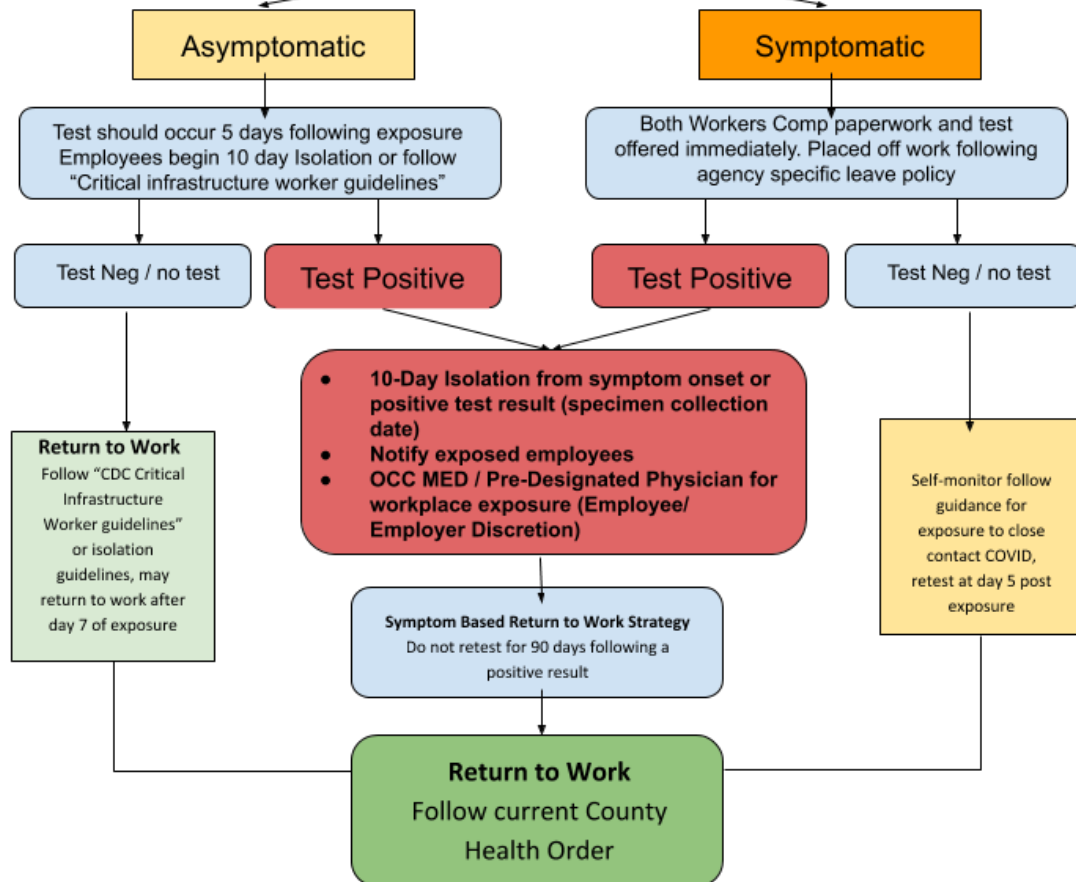 Asymptomatic
Symptomatic
Test should occur 5 days following exposure
Employees begin 10 day Isolation or follow
“Critical infrastructure worker guidelines”
Both Workers Comp paperwork and test
offered immediately. Placed off work following
agency specific leave policy
Test Neg / no test
Test Positive
Test Positive
Test Neg / no test
● 10-Day Isolation from symptom onset or
positive test result (specimen collection
date)
● Notify exposed employees
● OCC MED / Pre-Designated Physician for
workplace exposure (Employee/
Employer Discretion)
Return to Work
Follow “CDC Critical
Infrastructure
Worker guidelines”
or isolation
guidelines, may
return to work after
day 7 of exposure
Self-monitor follow
guidance for
exposure to close
contact COVID,
retest at day 5 post
exposure
Symptom Based Return to Work Strategy
Do not retest for 90 days following a
positive result
Return to Work
Follow current County
Health Order